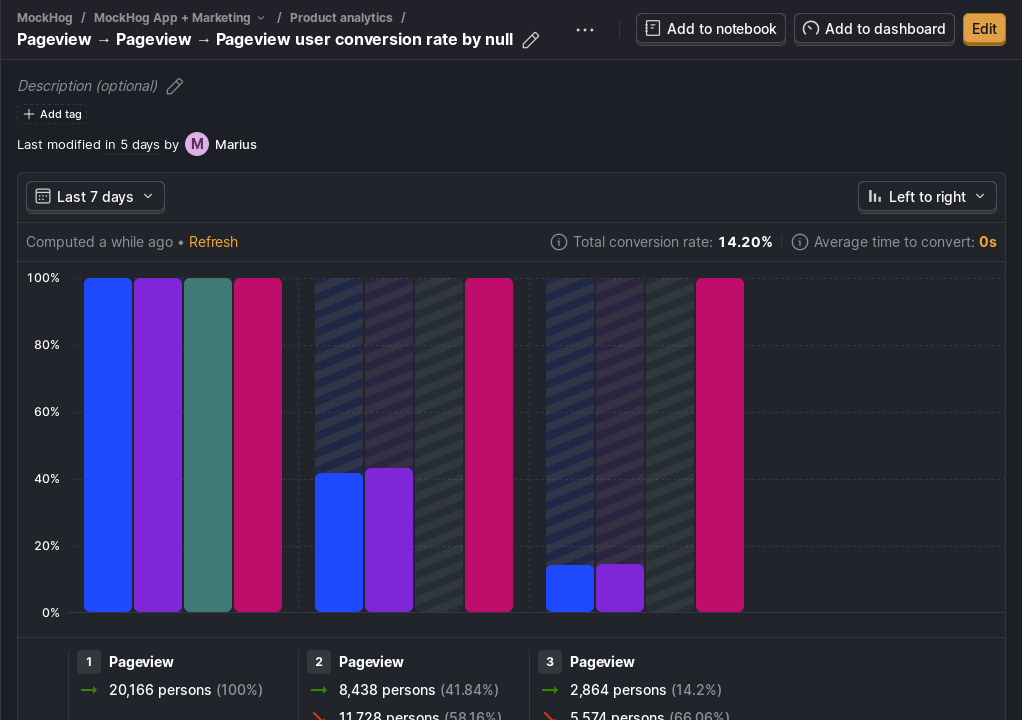 MockHog / MockHog App + Marketing / Product analytics /
Pageview → Pageview → Pageview user conversion rate by null
Add to notebook
Add to dashboard
Edit
Description (optional)
+ Add tag
Last modified in 5 days by M Marius
Last 7 days
Left to right
Computed a while ago • Refresh
Total conversion rate: 14.20%
Average time to convert: 0s
100%
80%
60%
40%
20%
0%
1 Pageview
→ 20,166 persons (100%)
2 Pageview
→ 8,438 persons (41.84%)
11,728 persons (58.16%)
3 Pageview
→ 2,864 persons (14.2%)
5,574 persons (66.06%)